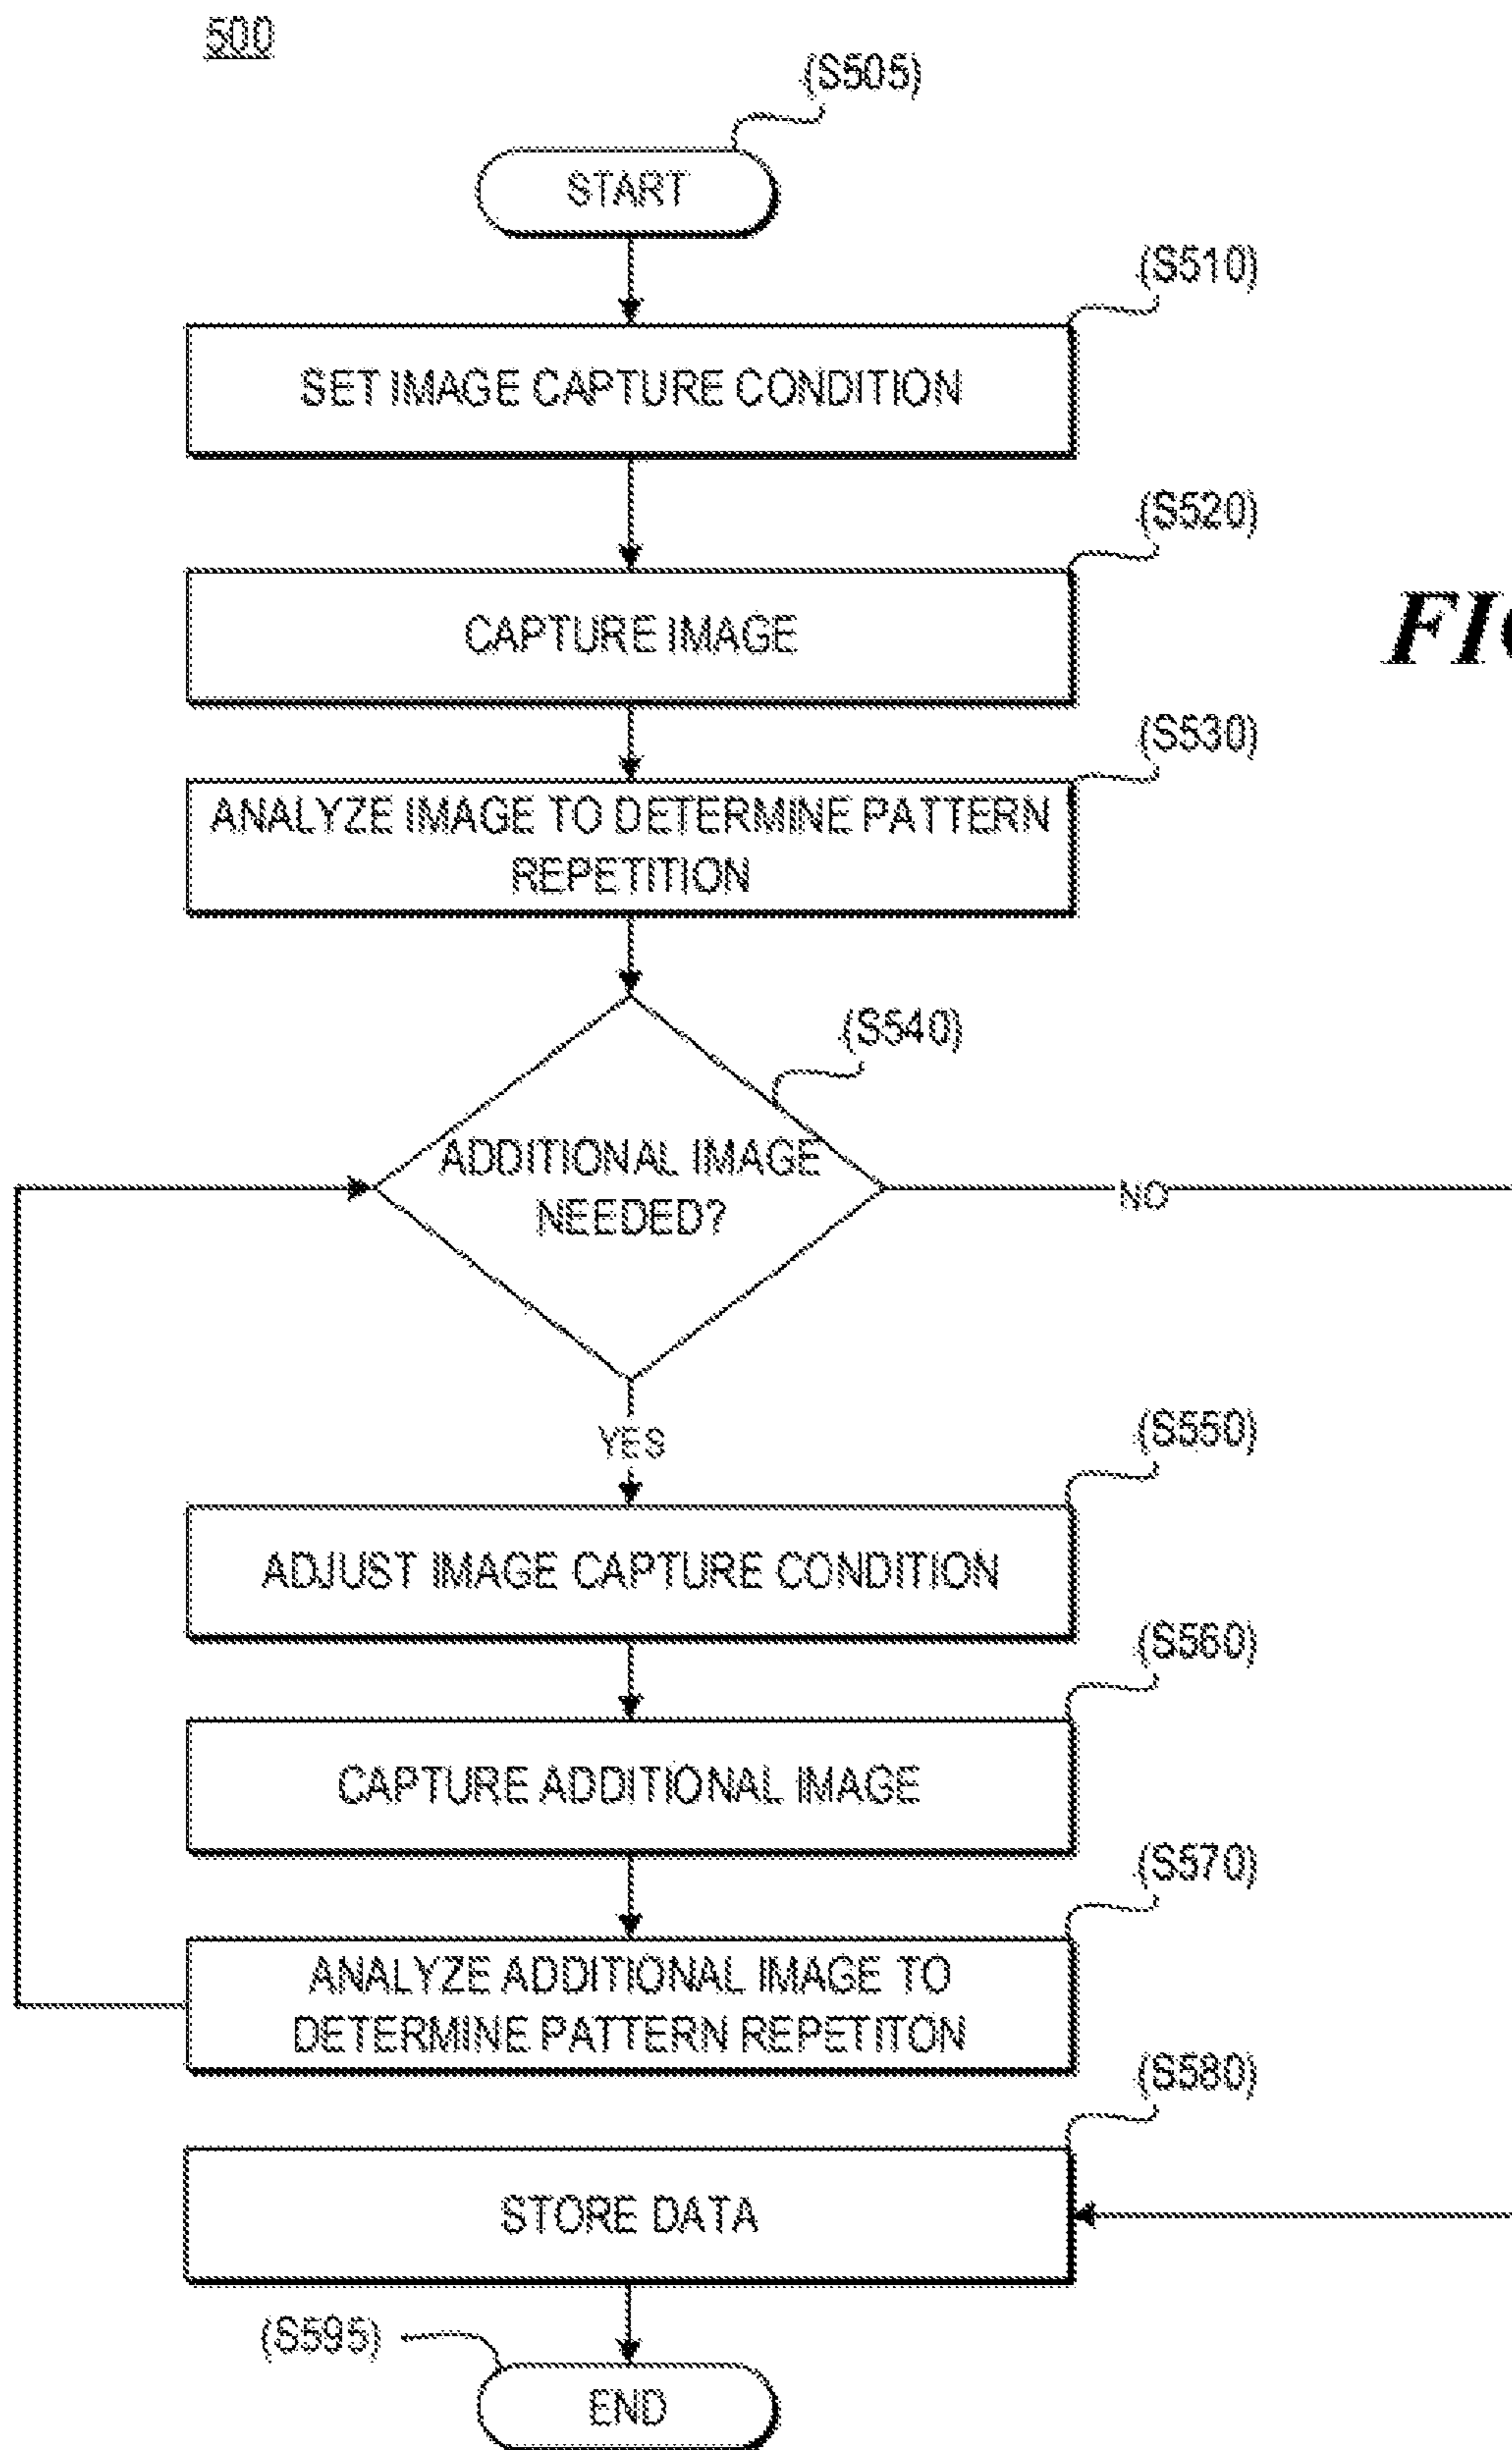 500
(S505)
START
(S510)
SET IMAGE CAPTURE CONDITION
(S520)
CAPTURE IMAGE
FIG
(S530)
ANALYZE IMAGE TO DETERMINE PATTERN
REPETITION
(S540)
ADDITIONAL IMAGE
NEEDED?
NO
YES
(S550)
ADJUST IMAGE CAPTURE CONDITION
(S560)
CAPTURE ADDITIONAL IMAGE
(S570)
ANALYZE ADDITIONAL IMAGE TO
DETERMINE PATTERN REPETITON
(S580)
STORE DATA
(S595)
END